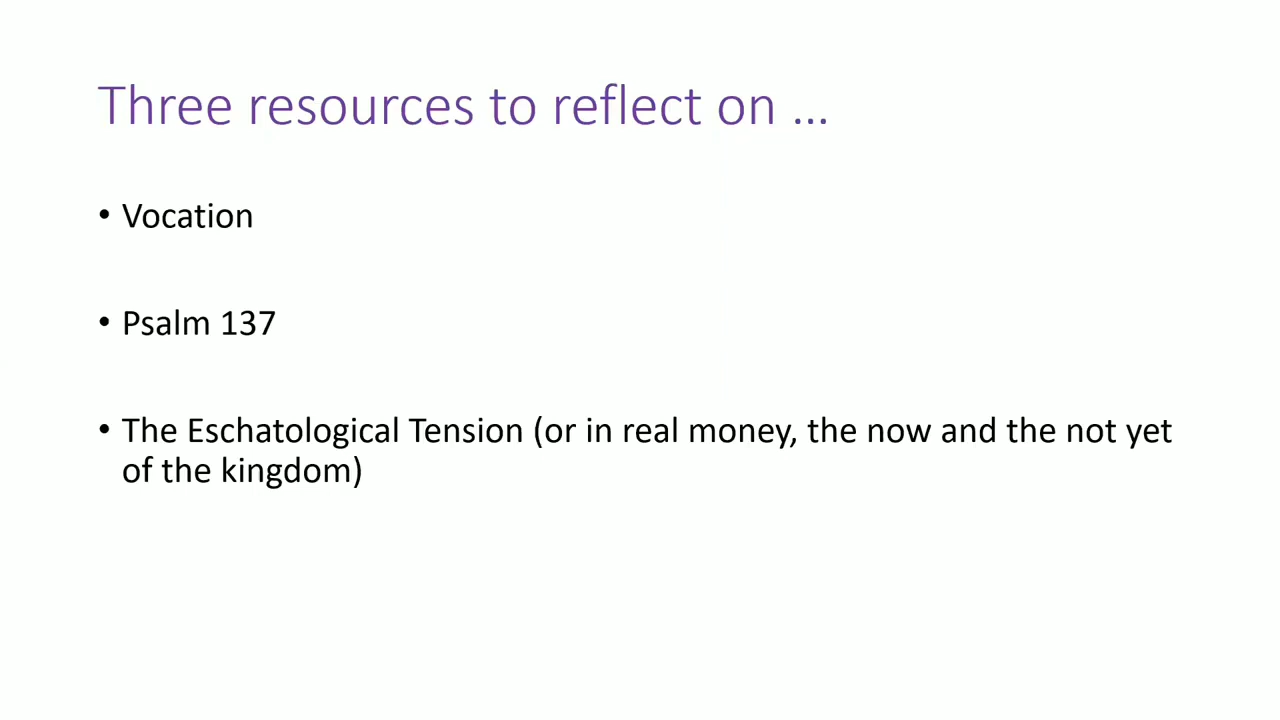 Three resources to reflect on ...
• Vocation
• Psalm 137
• The Eschatological Tension (or in real money, the now and the not yet
of the kingdom)